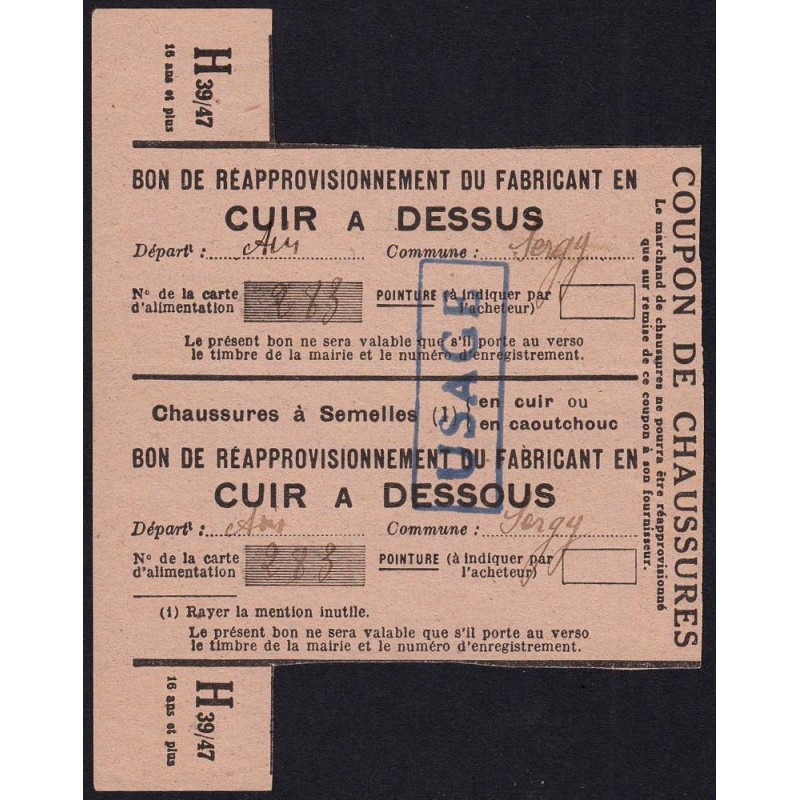 H 39/47
16 ans et plus
BON DE RÉAPPROVISIONNEMENT DU FABRICANT EN
CUIR A DESSUS
Départt : Ain Commune : Sergy
No de la carte d'alimentation 283 POINTURE (à indiquer par l'acheteur)
Le présent bon ne sera valable que s'il porte au verso
le timbre de la mairie et le numéro d'enregistrement.
Chaussures à Semelles (1) { en cuir ou
en caoutchouc
BON DE RÉAPPROVISIONNEMENT DU FABRICANT EN
CUIR A DESSOUS
Départt : Ain Commune : Sergy
No de la carte d'alimentation 283 POINTURE (à indiquer par l'acheteur)
(1) Rayer la mention inutile.
Le présent bon ne sera valable que s'il porte au verso
le timbre de la mairie et le numéro d'enregistrement.
H 39/47
16 ans et plus
COUPON DE CHAUSSURES
Le marchand de chaussures ne pourra être réapprovisionné
que sur remise de ce coupon à son fournisseur.
USAGE